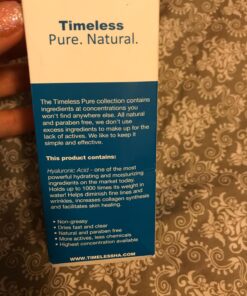 Timeless
Pure. Natural.
The Timeless Pure collection contains
ingredients at concentrations you
won't find anywhere else. All natural
and paraben free, we don't use
excess ingredients to make up for the
lack of actives. We like to keep it
simple and effective.
This product contains:
Hyaluronic Acid - one of the most
powerful hydrating and moisturizing
ingredients on the market today.
Holds up to 1000 times its weight in
water! Helps diminish fine lines and
wrinkles, increases collagen synthesis
and facilitates skin healing.
• Non-greasy
• Dries fast and clear
• Natural and paraben free
• More actives, less chemicals
• Highest concentration available
WWW.TIMELESSHA.COM